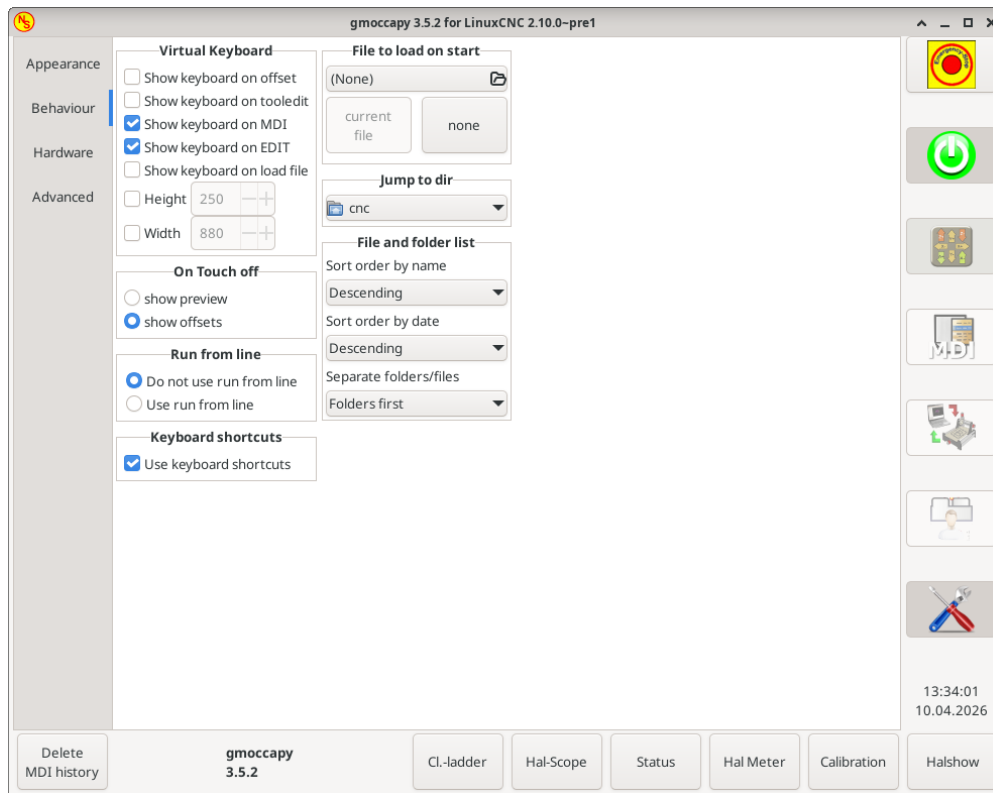 gmoccapy 3.5.2 for LinuxCNC 2.10.0~pre1
Appearance
Behaviour
Hardware
Advanced
Virtual Keyboard
Show keyboard on offset
Show keyboard on tooledit
Show keyboard on MDI
Show keyboard on EDIT
Show keyboard on load file
Height 250
Width 880
On Touch off
show preview
show offsets
Run from line
Do not use run from line
Use run from line
Keyboard shortcuts
Use keyboard shortcuts
File to load on start
(None)
current
file
none
Jump to dir
cnc
File and folder list
Sort order by name
Descending
Sort order by date
Descending
Separate folders/files
Folders first
Emergency-Stop
MDI
13:34:01
10.04.2026
Delete
MDI history
gmoccapy
3.5.2
Cl.-ladder
Hal-Scope
Status
Hal Meter
Calibration
Halshow